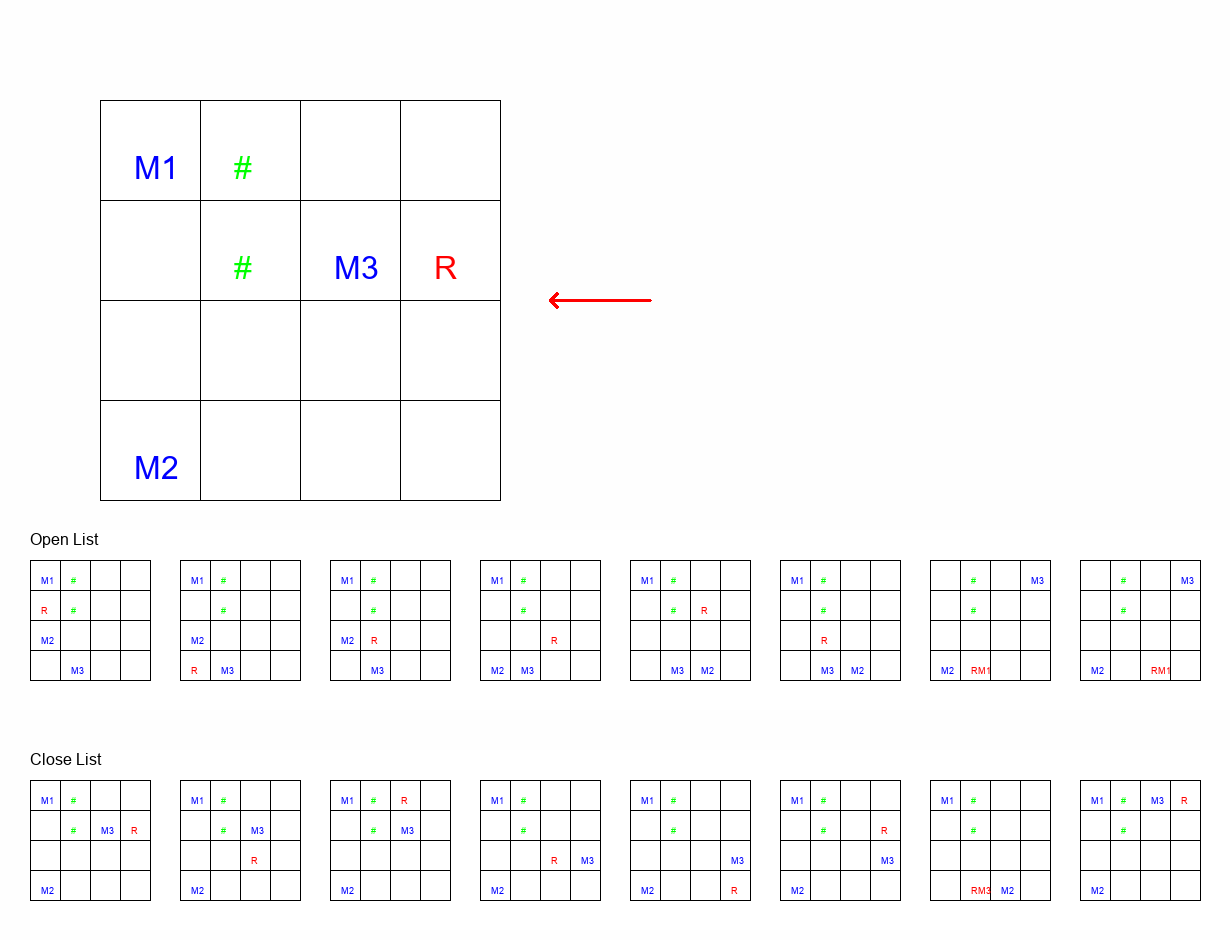 M1 #
# M3 R
M2
Open List
M1 # M1 # M1 # M1 # M1 # M1 # # M3 # M3
R # # # # # R # # #
M2 M2 M2 R R R
M3 R M3 M3 M2 M3 M3 M2 M3 M2 M2 RM1 M2 RM1
Close List
M1 # M1 # M1 # R M1 # M1 # M1 # M1 # M1 # M3 R
# M3 R # M3 # M3 # # # R # #
R R M3 M3 M3
M2 M2 M2 M2 M2 R M2 RM3 M2 M2